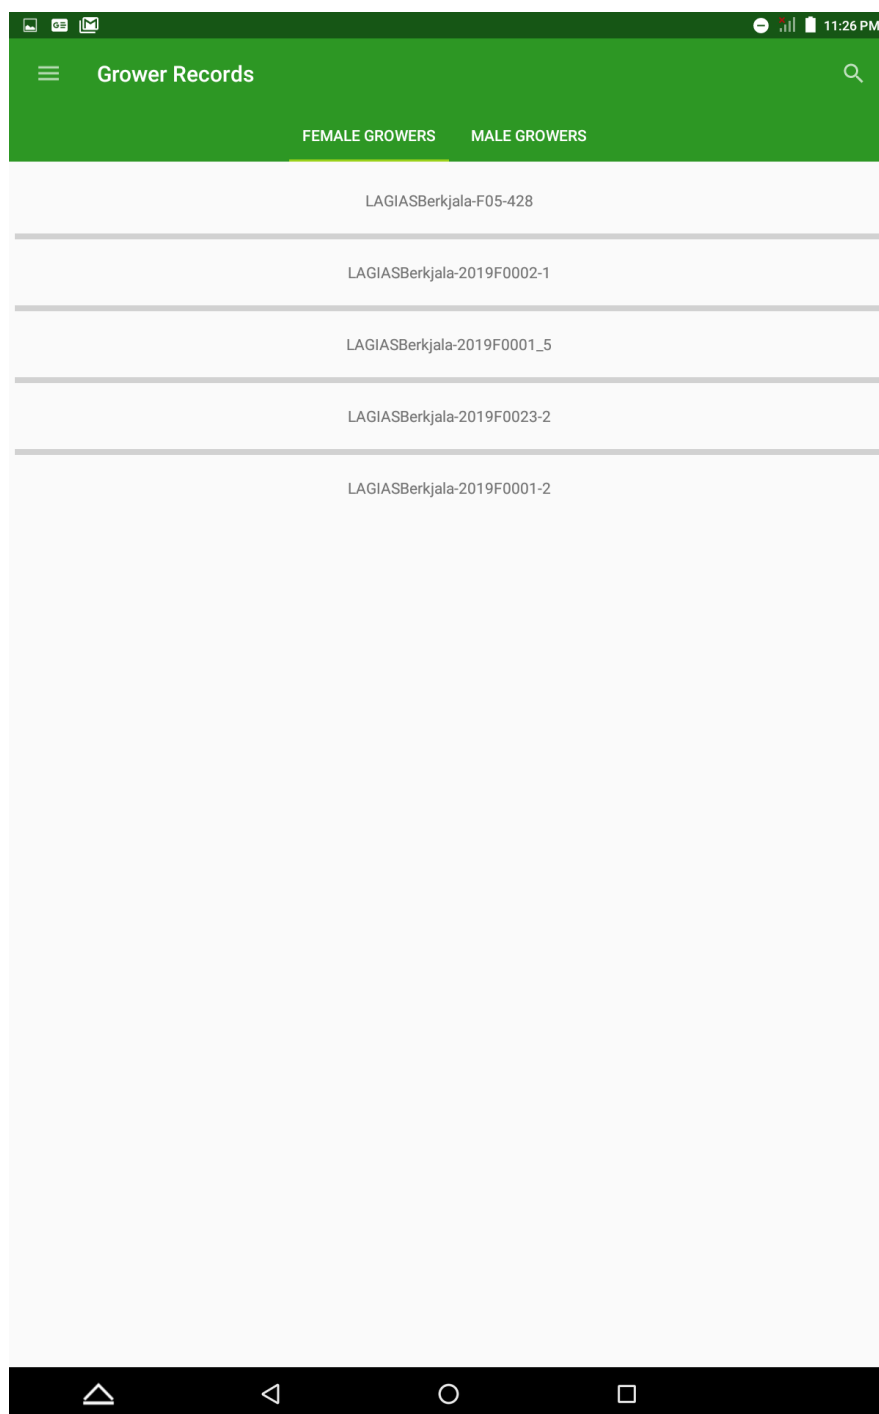 GE
11:26 PM
Grower Records
FEMALE GROWERS MALE GROWERS
LAGIASBerkjala-F05-428
LAGIASBerkjala-2019F0002-1
LAGIASBerkjala-2019F0001_5
LAGIASBerkjala-2019F0023-2
LAGIASBerkjala-2019F0001-2